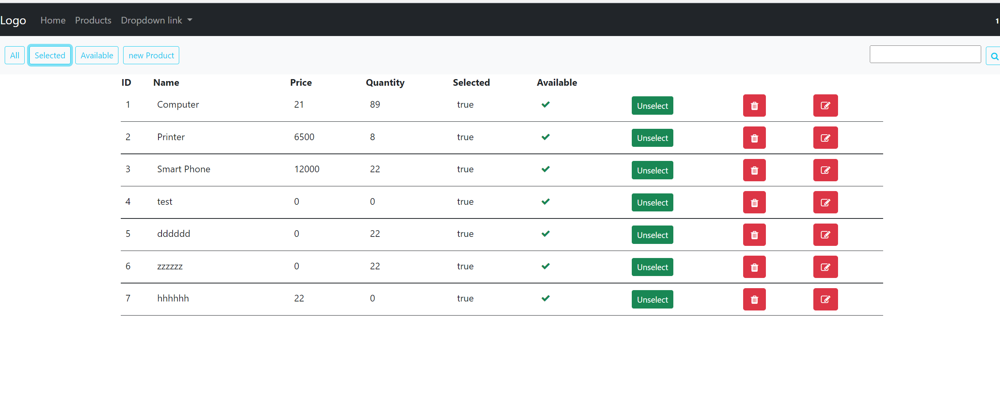 Logo Home Products Dropdown link 1
All Selected Available new Product
ID Name Price Quantity Selected Available
1 Computer 21 89 true Unselect
2 Printer 6500 8 true Unselect
3 Smart Phone 12000 22 true Unselect
4 test 0 0 true Unselect
5 dddddd 0 22 true Unselect
6 zzzzzz 0 22 true Unselect
7 hhhhhh 22 0 true Unselect